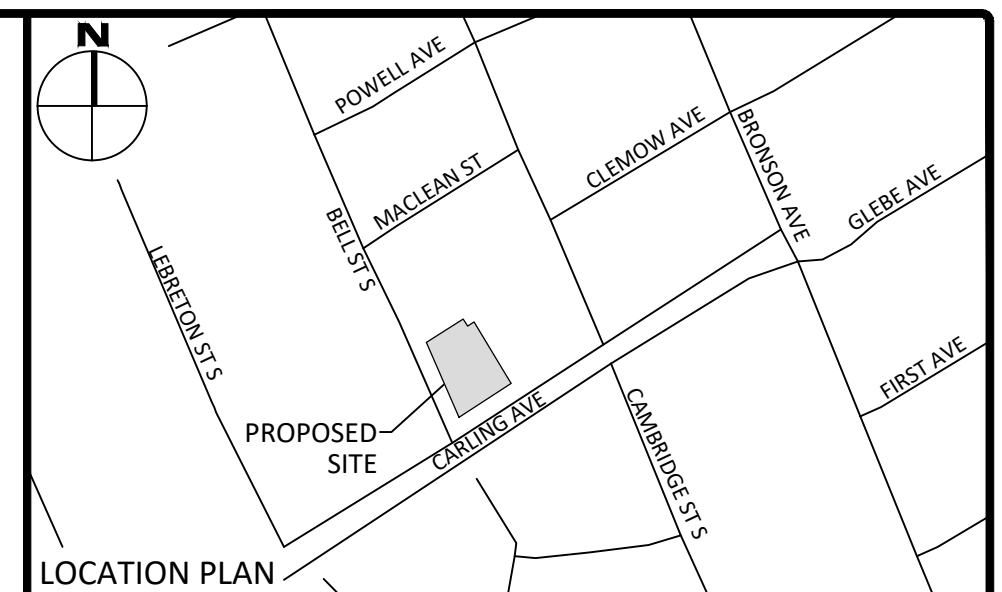 N
POWELL AVE
MACLEAN ST
CLEMOW AVE
BRONSON AVE
GLEBE AVE
BELL ST S
LEBRETON ST S
FIRST AVE
PROPOSED
SITE
CARLING AVE
CAMBRIDGE ST S
LOCATION PLAN